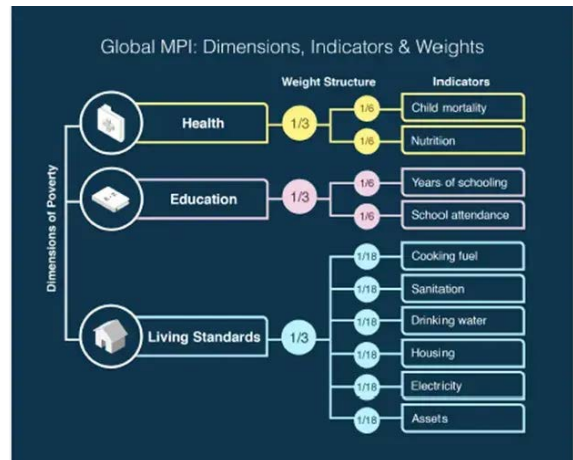 Global MPI: Dimensions, Indicators & Weights
Weight Structure
Indicators
Dimensions of Poverty
Health
1/3
1/6
Child mortality
1/6
Nutrition
Education
1/3
1/6
Years of schooling
1/6
School attendance
Living Standards
1/3
1/18
Cooking fuel
1/18
Sanitation
1/18
Drinking water
1/18
Housing
1/18
Electricity
1/18
Assets